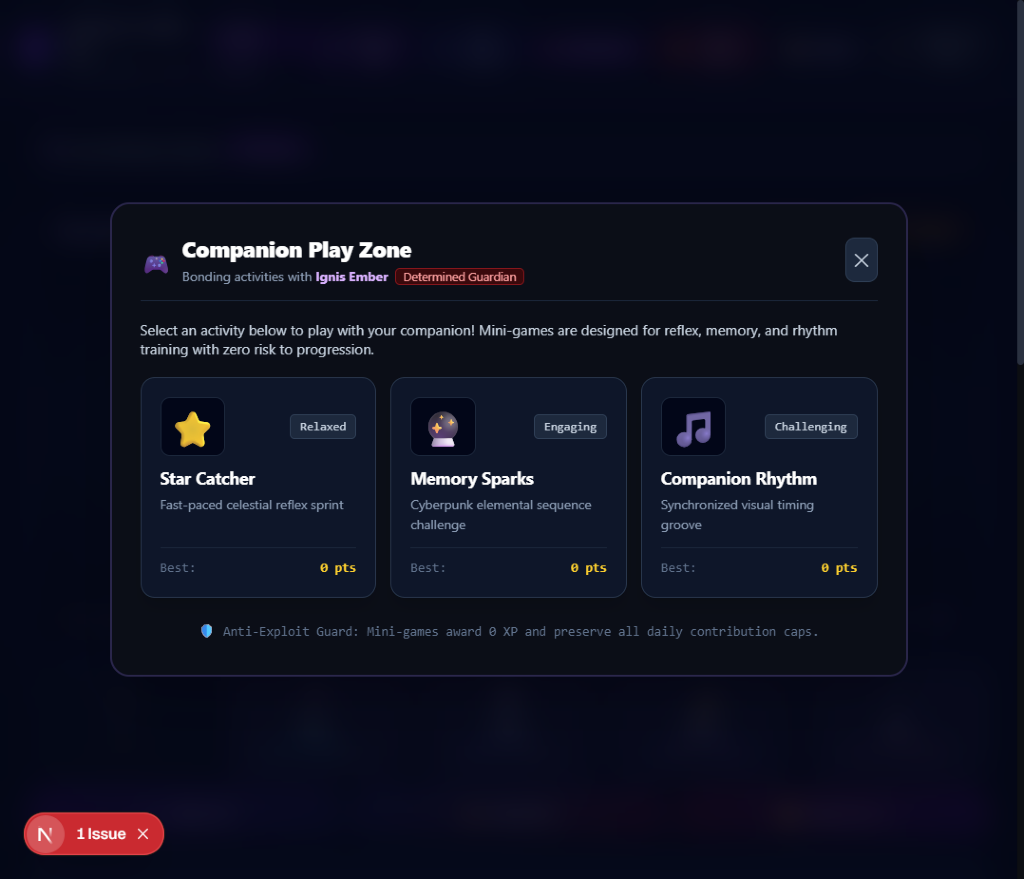 Companion Play Zone
Bonding activities with Ignis Ember Determined Guardian
Select an activity below to play with your companion! Mini-games are designed for reflex, memory, and rhythm
training with zero risk to progression.
Relaxed
Star Catcher
Fast-paced celestial reflex sprint
Best: 0 pts
Engaging
Memory Sparks
Cyberpunk elemental sequence
challenge
Best: 0 pts
Challenging
Companion Rhythm
Synchronized visual timing
groove
Best: 0 pts
Anti-Exploit Guard: Mini-games award 0 XP and preserve all daily contribution caps.
N 1 Issue